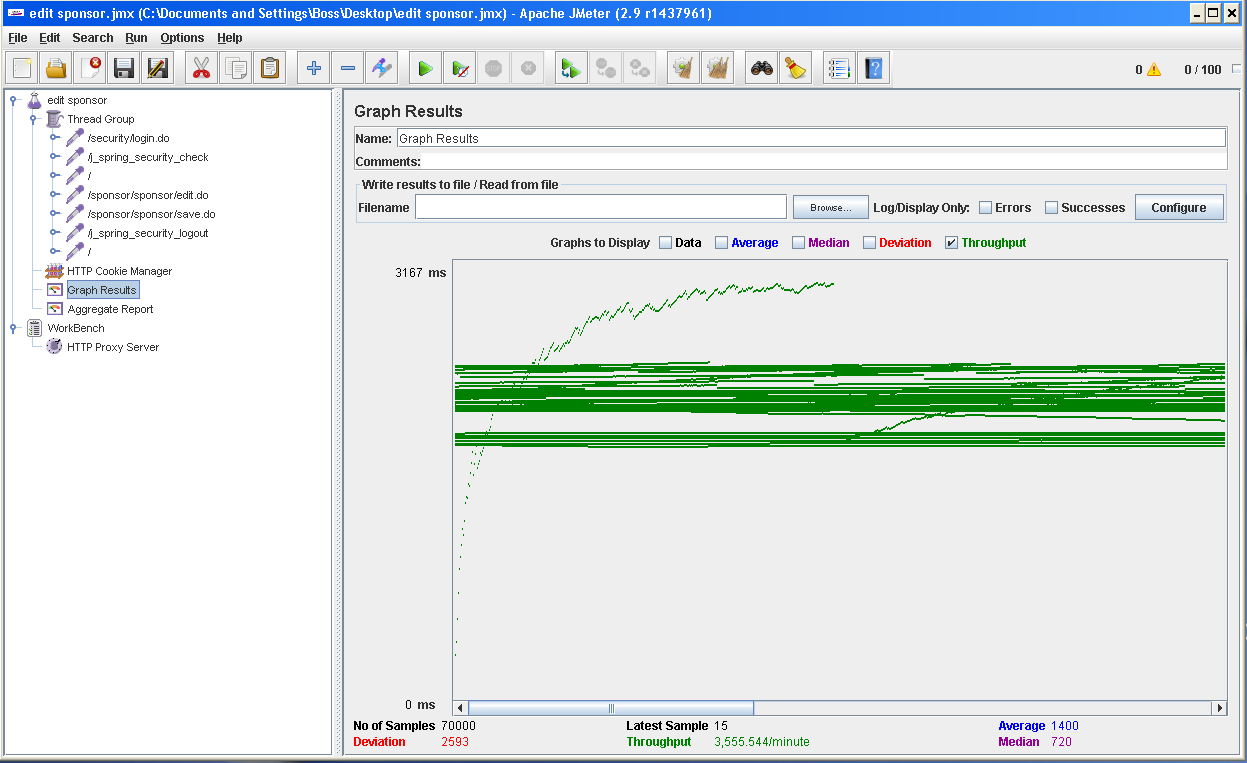 edit sponsor.jmx (C:\Documents and Settings\Boss\Desktop\edit sponsor.jmx) - Apache JMeter (2.9 r1437961)
File Edit Search Run Options Help
0 0 / 100
edit sponsor
Thread Group
/security/login.do
/j_spring_security_check
/
/sponsor/sponsor/edit.do
/sponsor/sponsor/save.do
/j_spring_security_logout
/
HTTP Cookie Manager
Graph Results
Aggregate Report
WorkBench
HTTP Proxy Server
Graph Results
Name: Graph Results
Comments:
Write results to file / Read from file
Filename Browse... Log/Display Only: Errors Successes Configure
Graphs to Display Data Average Median Deviation Throughput
3167 ms
0 ms
No of Samples 70000 Latest Sample 15 Average 1400
Deviation 2593 Throughput 3,555.544/minute Median 720